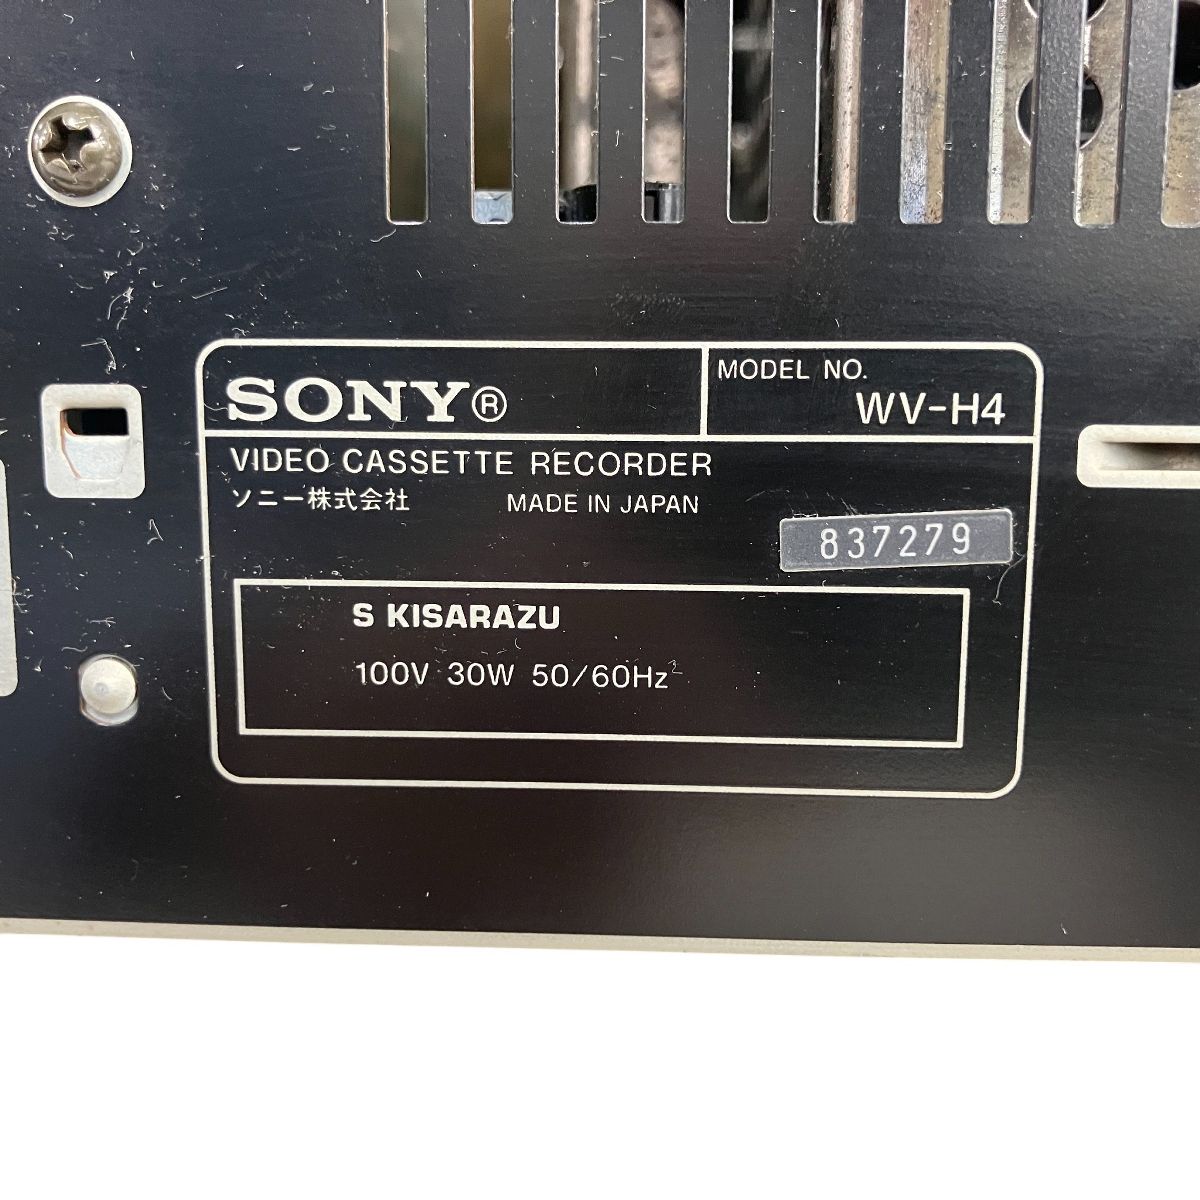 SONY®
MODEL NO.
WV-H4
VIDEO CASSETTE RECORDER
ソニー株式会社 MADE IN JAPAN
837279
S KISARAZU
100V 30W 50/60Hz